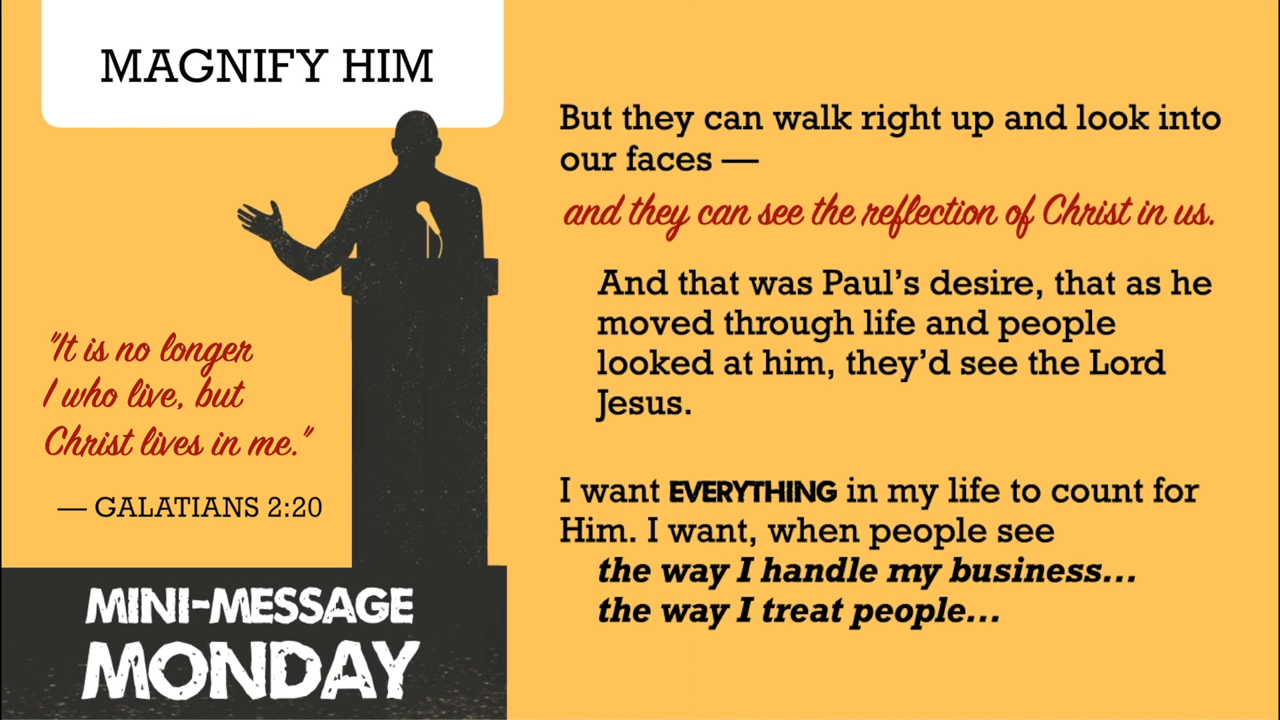 MAGNIFY HIM
"It is no longer
I who live, but
Christ lives in me."
— GALATIANS 2:20
MINI-MESSAGE
MONDAY
But they can walk right up and look into
our faces —
and they can see the reflection of Christ in us.
And that was Paul's desire, that as he
moved through life and people
looked at him, they'd see the Lord
Jesus.
I want EVERYTHING in my life to count for
Him. I want, when people see
the way I handle my business...
the way I treat people...